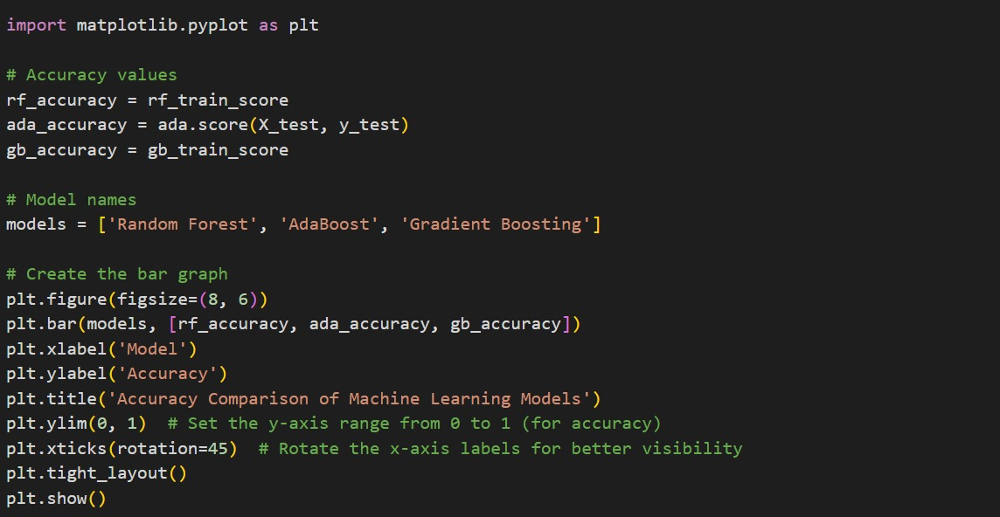 import matplotlib.pyplot as plt
# Accuracy values
rf_accuracy = rf_train_score
ada_accuracy = ada.score(X_test, y_test)
gb_accuracy = gb_train_score
# Model names
models = ['Random Forest', 'AdaBoost', 'Gradient Boosting']
# Create the bar graph
plt.figure(figsize=(8, 6))
plt.bar(models, [rf_accuracy, ada_accuracy, gb_accuracy])
plt.xlabel('Model')
plt.ylabel('Accuracy')
plt.title('Accuracy Comparison of Machine Learning Models')
plt.ylim(0, 1)  # Set the y-axis range from 0 to 1 (for accuracy)
plt.xticks(rotation=45)  # Rotate the x-axis labels for better visibility
plt.tight_layout()
plt.show()